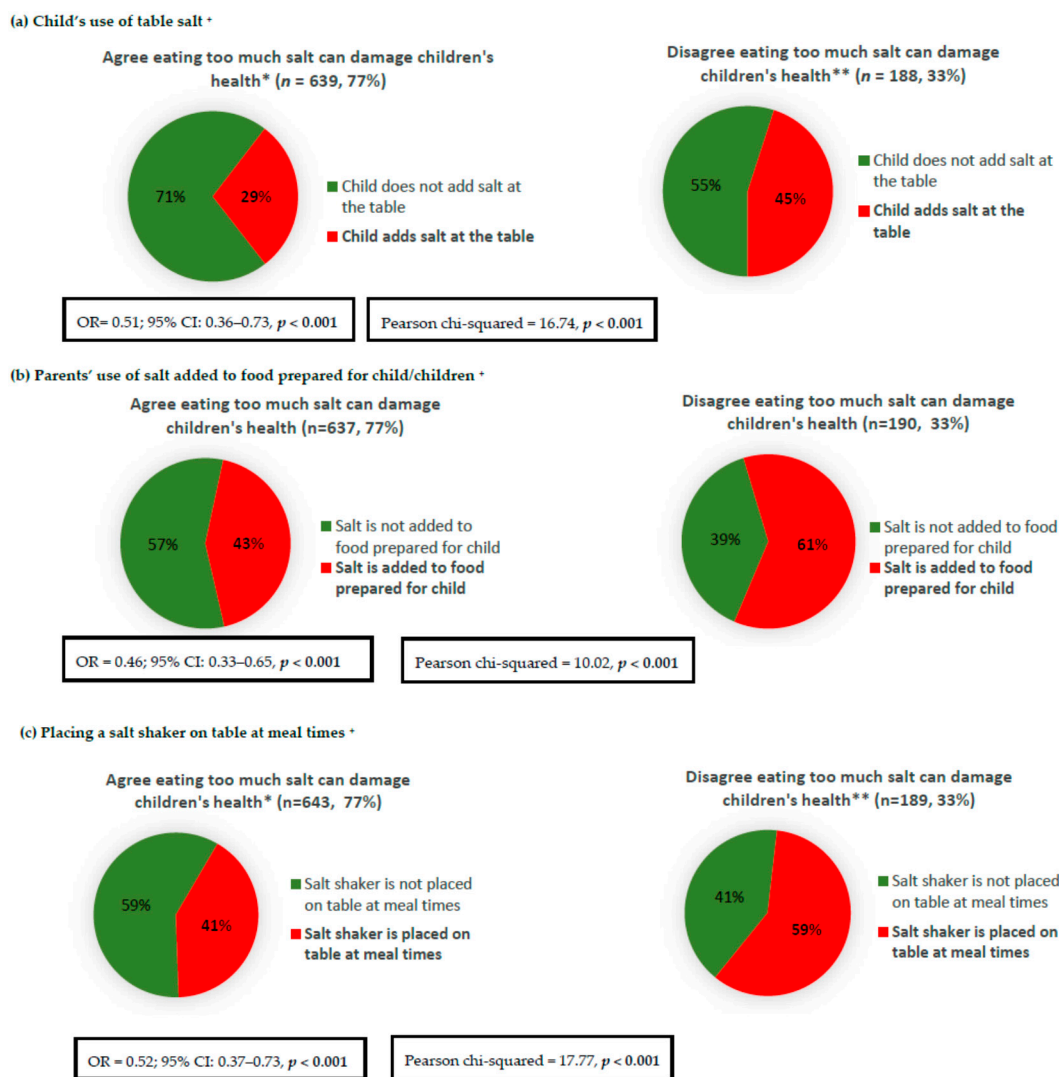 (a) Child's use of table salt +
Agree eating too much salt can damage children's
health* (n = 639, 77%)
Disagree eating too much salt can damage
children's health** (n = 188, 33%)
71%
29%
Child does not add salt at
the table
Child adds salt at the table
55%
45%
Child does not add salt at
the table
Child adds salt at the
table
OR= 0.51; 95% CI: 0.36–0.73, p < 0.001
Pearson chi-squared = 16.74, p < 0.001
(b) Parents' use of salt added to food prepared for child/children +
Agree eating too much salt can damage
children's health (n=637, 77%)
Disagree eating too much salt can damage
children's health (n=190, 33%)
57%
43%
Salt is not added to
food prepared for child
Salt is added to food
prepared for child
39%
61%
Salt is not added to food
prepared for child
Salt is added to food
prepared for child
OR = 0.46; 95% CI: 0.33–0.65, p < 0.001
Pearson chi-squared = 10.02, p < 0.001
(c) Placing a salt shaker on table at meal times +
Agree eating too much salt can damage
children's health* (n=643, 77%)
Disagree eating too much salt can damage
children's health** (n=189, 33%)
59%
41%
Salt shaker is not placed
on table at meal times
Salt shaker is placed on
table at meal times
41%
59%
Salt shaker is not placed
on table at meal times
Salt shaker is placed on
table at meal times
OR = 0.52; 95% CI: 0.37–0.73, p < 0.001
Pearson chi-squared = 17.77, p < 0.001